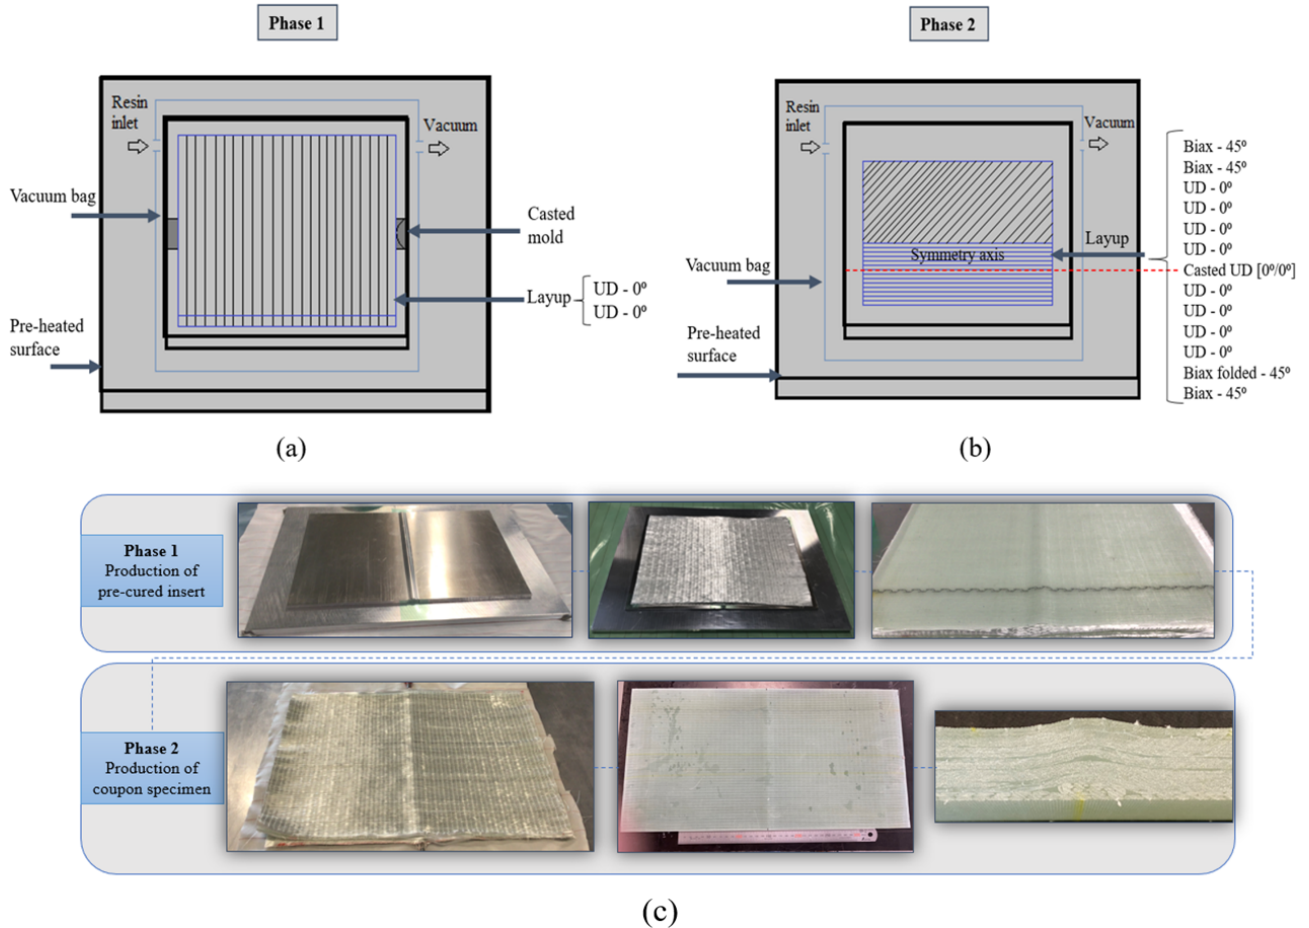 Phase 1
Resin
inlet
Vacuum
Vacuum bag
Casted
mold
Layup
UD - 0º
UD - 0º
Pre-heated
surface
(a)
Phase 2
Resin
inlet
Vacuum
Biax - 45º
Biax - 45º
UD - 0º
UD - 0º
UD - 0º
UD - 0º
Layup
Symmetry axis
Casted UD [0º/0º]
Vacuum bag
UD - 0º
UD - 0º
UD - 0º
UD - 0º
Pre-heated
surface
Biax folded - 45º
Biax - 45º
(b)
Phase 1
Production of
pre-cured insert
Phase 2
Production of
coupon specimen
(c)